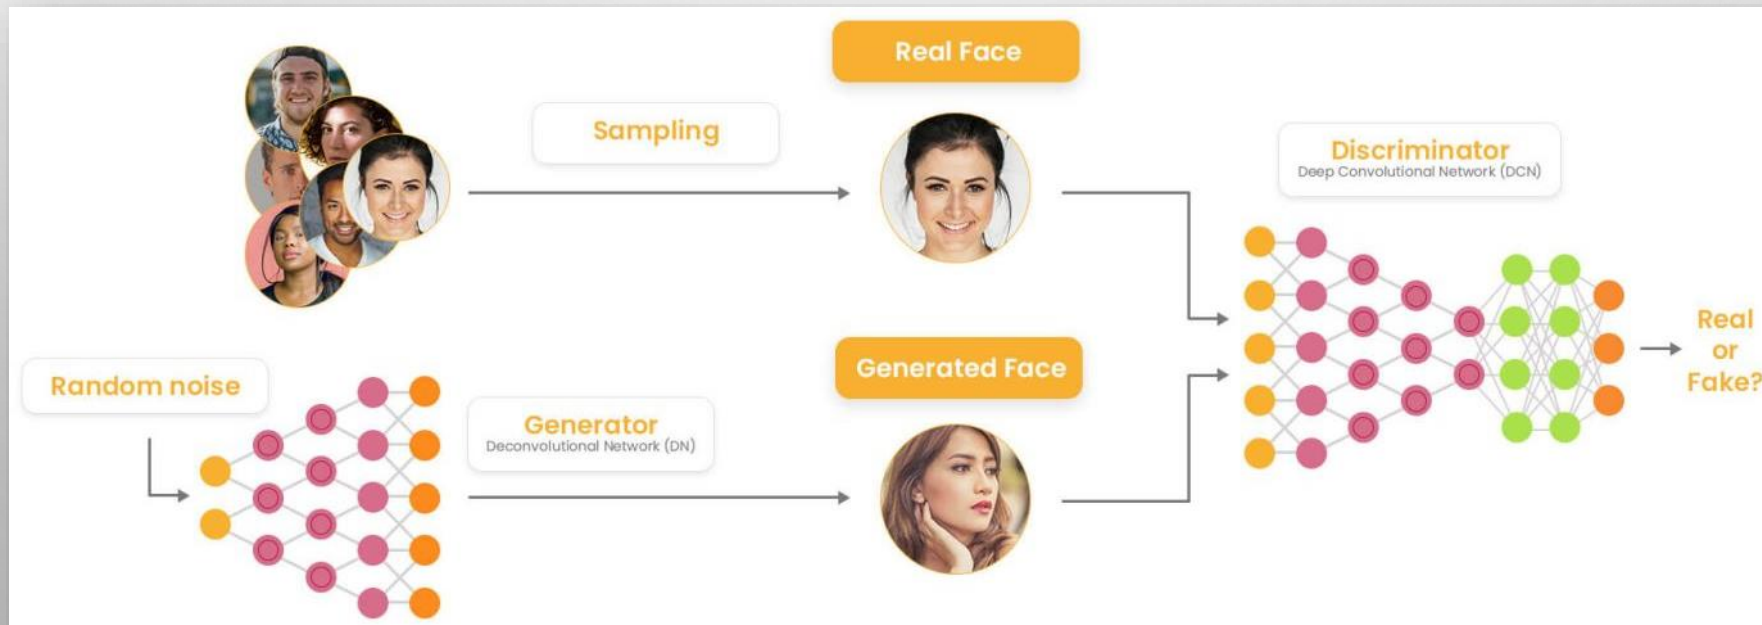 Real Face
Sampling
Discriminator
Deep Convolutional Network (DCN)
Real
or
Fake?
Random noise
Generator
Deconvolutional Network (DN)
Generated Face